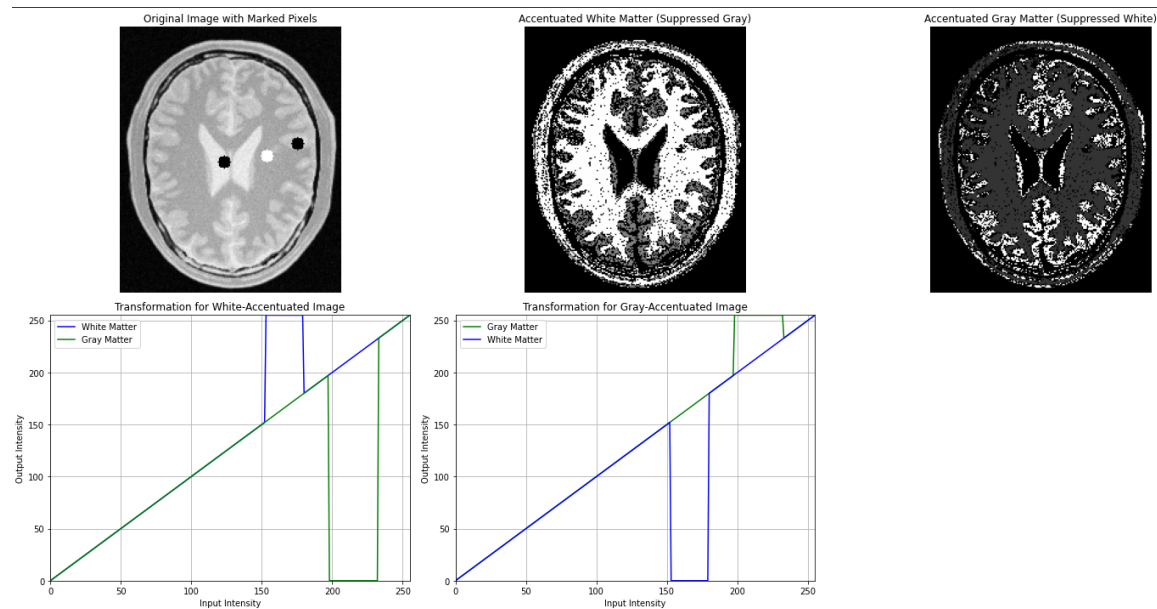 Original Image with Marked Pixels
Accentuated White Matter (Suppressed Gray)
Accentuated Gray Matter (Suppressed White)
Transformation for White-Accentuated Image
250
200
150
100
50
0
Output Intensity
White Matter
Gray Matter
0 50 100 150 200 250
Input Intensity
Transformation for Gray-Accentuated Image
250
200
150
100
50
0
Output Intensity
Gray Matter
White Matter
0 50 100 150 200 250
Input Intensity